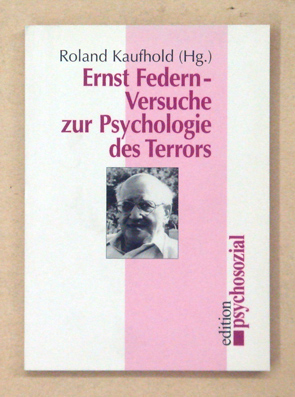 Roland Kaufhold (Hg.)
Ernst Federn-
Versuche
zur Psychologie
des Terrors
edition
psychosozial